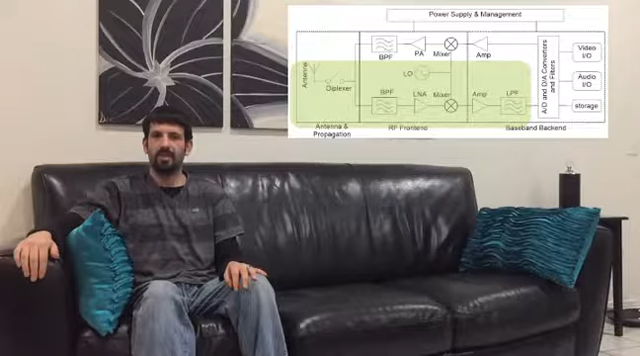 Power Supply & Management
BPF
PA
Mixer
Amp
LO
Antenna
Diplexer
BPF
LNA
Mixer
Amp
LPF
A/D and D/A Converters
and Filters
Video
I/O
Audio
I/O
storage
Antenna &
Propagation
RF Frontend
Baseband Backend